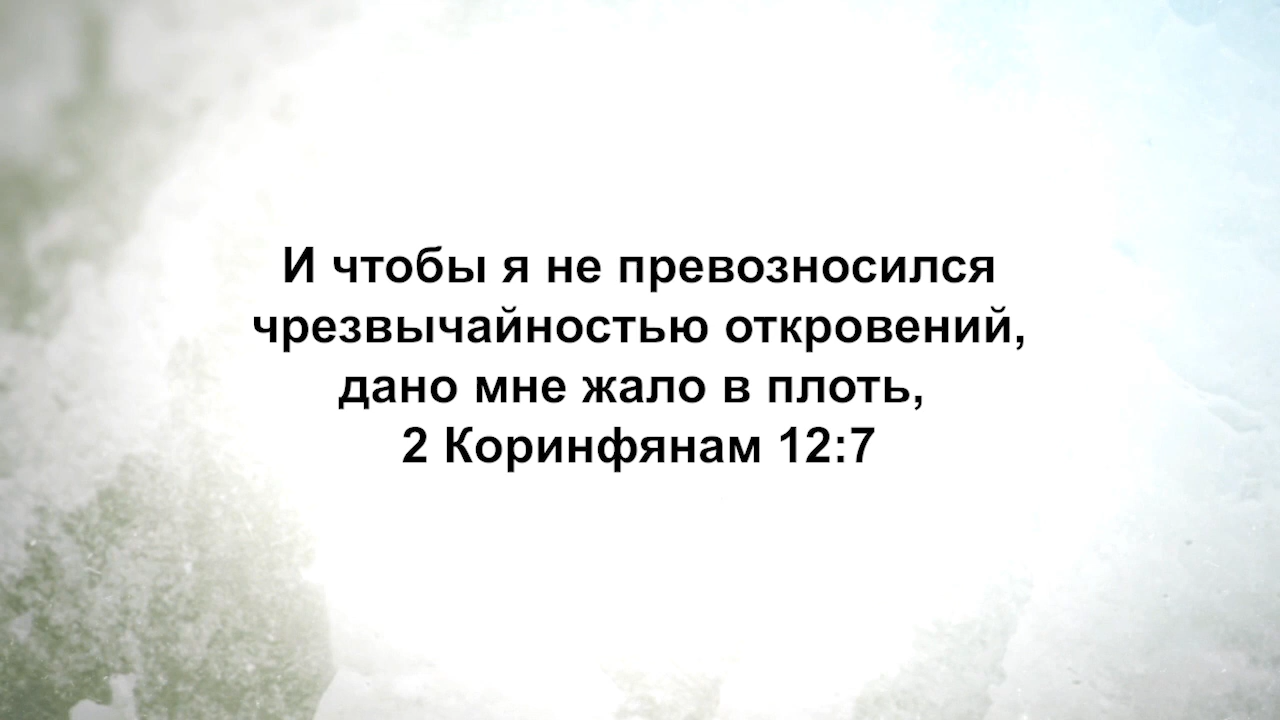 И чтобы я не превозносился
чрезвычайностью откровений,
дано мне жало в плоть,
2 Коринфянам 12:7